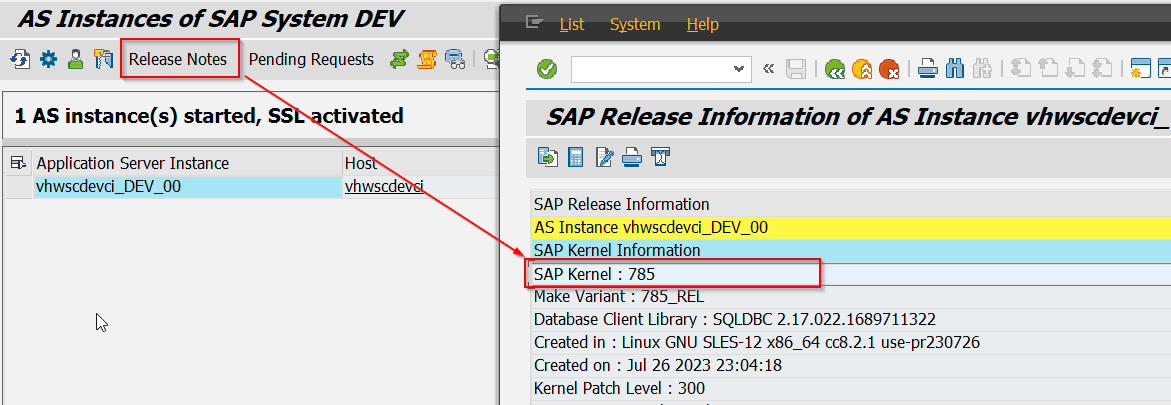 AS Instances of SAP System DEV
Release Notes Pending Requests
1 AS instance(s) started, SSL activated
Application Server Instance Host
vhwscdevci_DEV_00 vhwscdevci
List System Help
SAP Release Information of AS Instance vhwscdevci_
SAP Release Information
AS Instance vhwscdevci_DEV_00
SAP Kernel Information
SAP Kernel : 785
Make Variant : 785_REL
Database Client Library : SQLDBC 2.17.022.1689711322
Created in : Linux GNU SLES-12 x86_64 cc8.2.1 use-pr230726
Created on : Jul 26 2023 23:04:18
Kernel Patch Level : 300